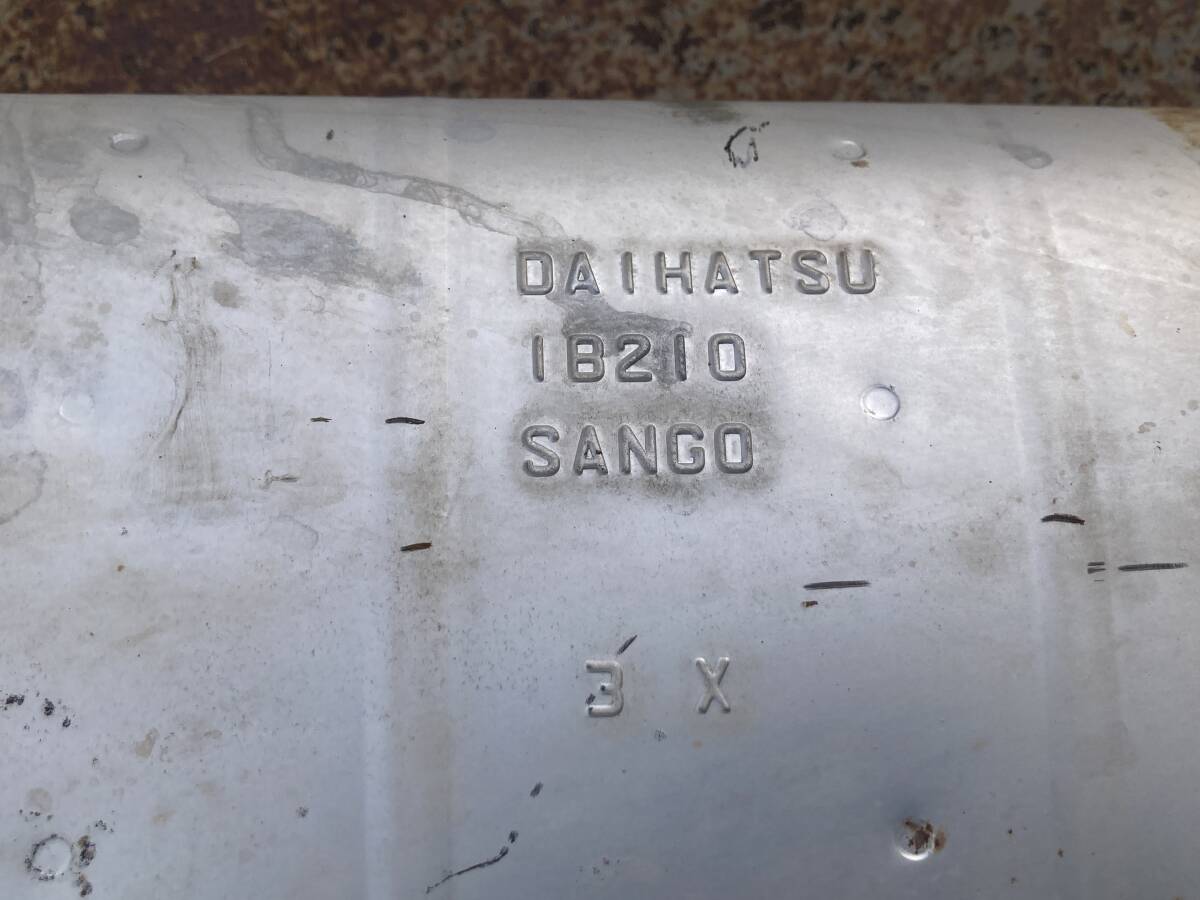 DAIHATSU
1B210
SANGO
3 X